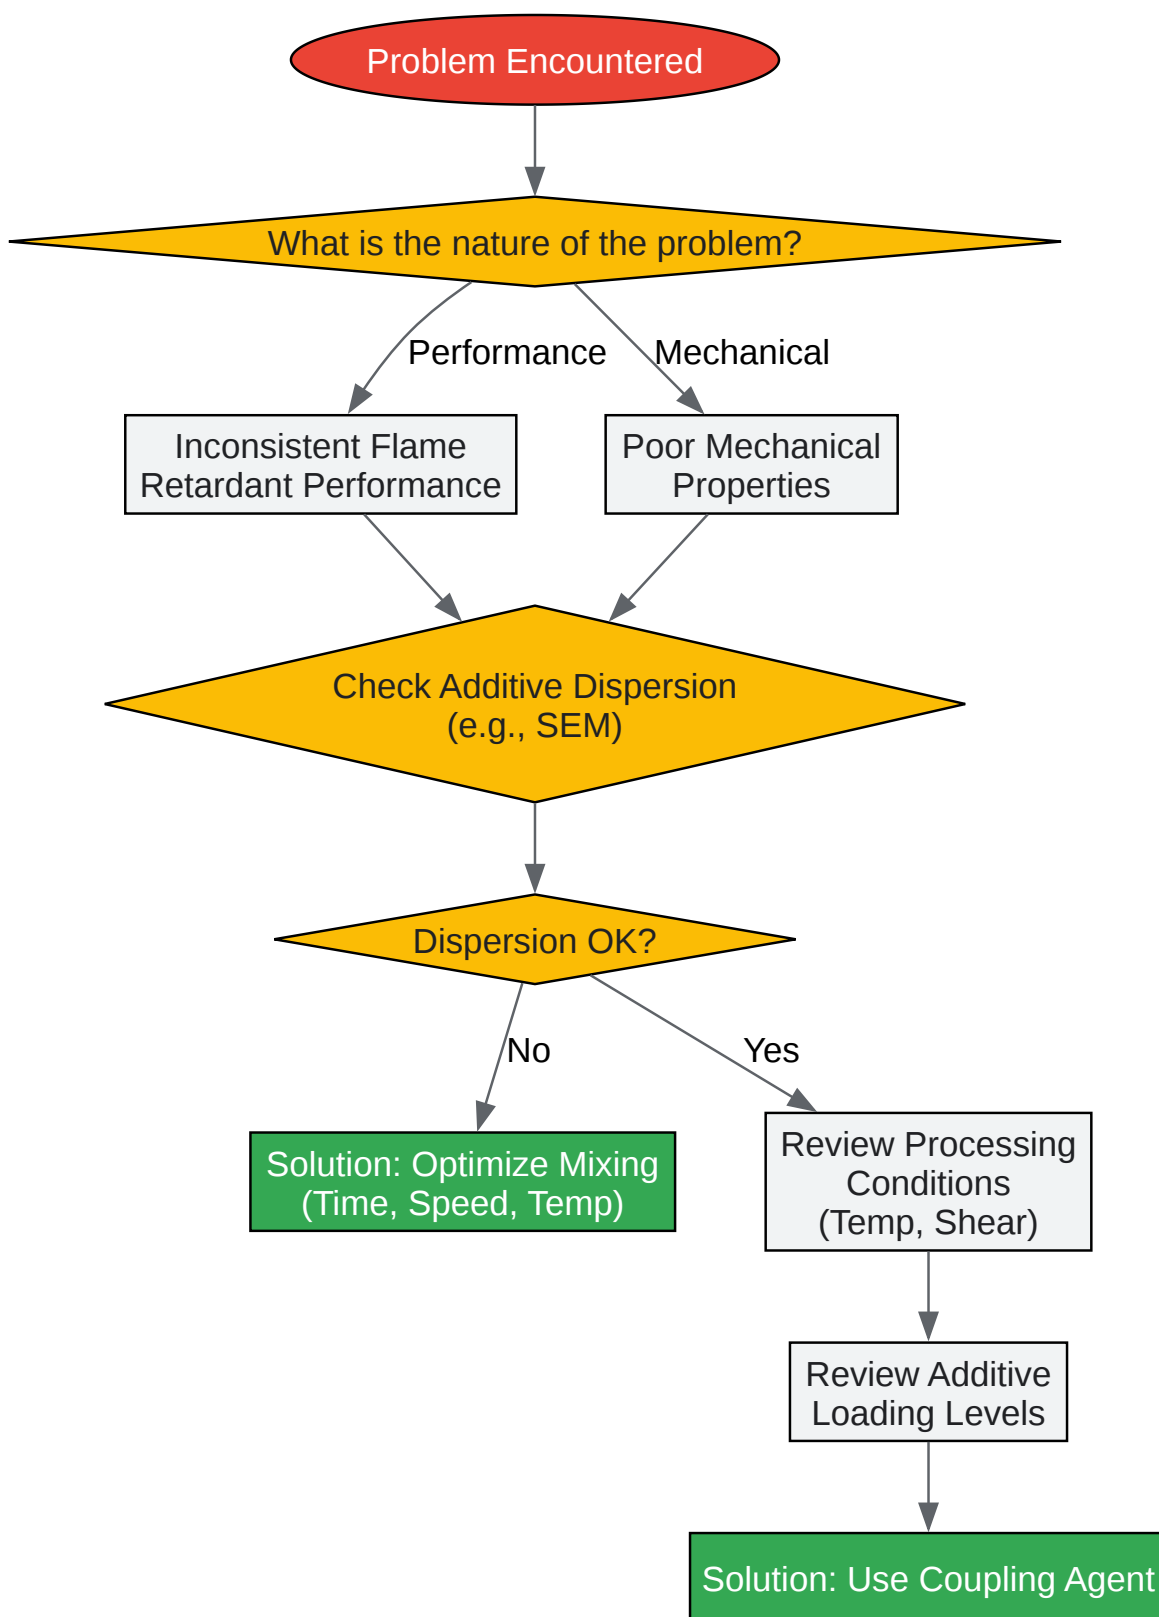 Problem Encountered
What is the nature of the problem?
Performance
Mechanical
Inconsistent Flame
Retardant Performance
Poor Mechanical
Properties
Check Additive Dispersion
(e.g., SEM)
Dispersion OK?
No
Yes
Solution: Optimize Mixing
(Time, Speed, Temp)
Review Processing
Conditions
(Temp, Shear)
Review Additive
Loading Levels
Solution: Use Coupling Agent